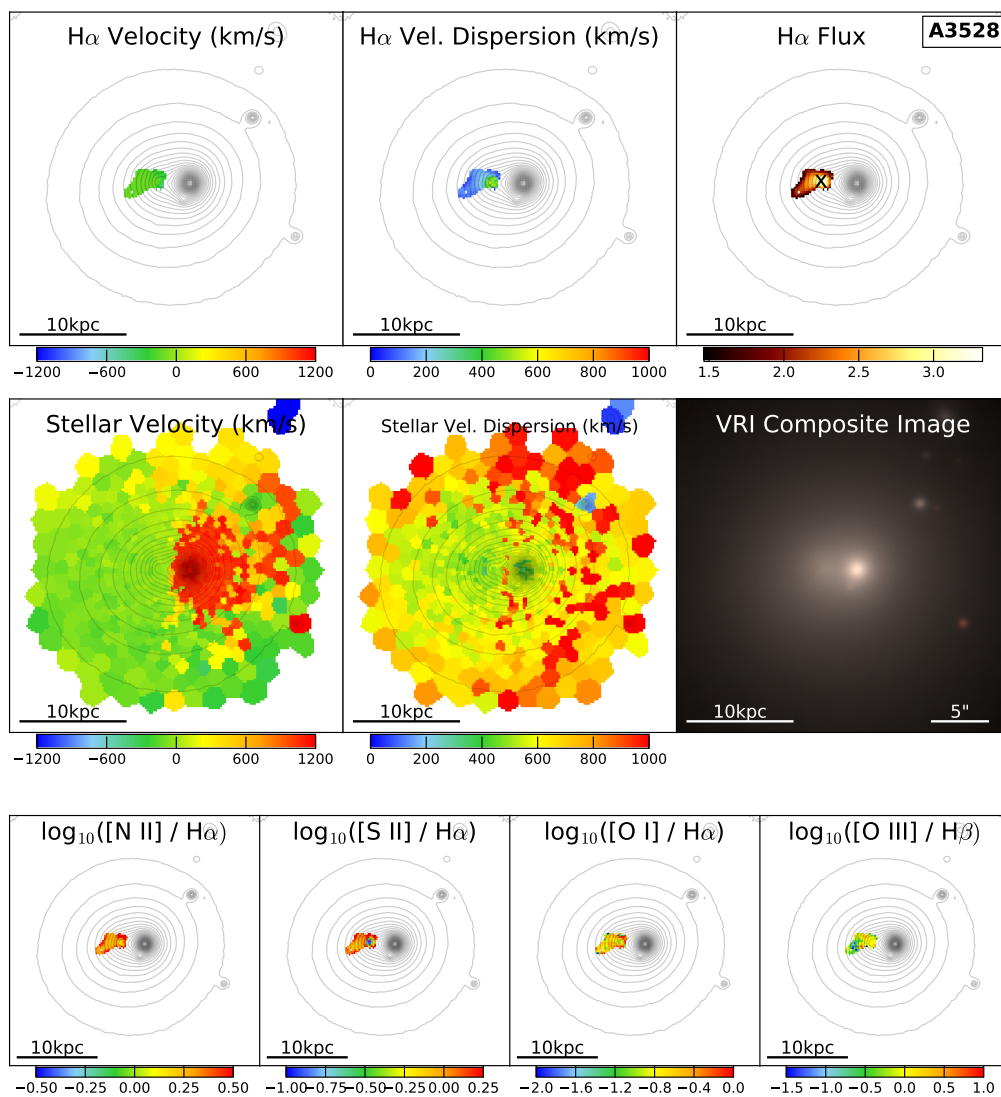 Hα Velocity (km/s)
Hα Vel. Dispersion (km/s)
Hα Flux
A3528
X
10kpc
10kpc
10kpc
−1200 −600 0 600 1200
0 200 400 600 800 1000
1.5 2.0 2.5 3.0
Stellar Velocity (km/s)
Stellar Vel. Dispersion (km/s)
VRI Composite Image
10kpc
10kpc
10kpc
5"
−1200 −600 0 600 1200
0 200 400 600 800 1000
log₁₀([N II] / Hα)
log₁₀([S II] / Hα)
log₁₀([O I] / Hα)
log₁₀([O III] / Hβ)
10kpc
10kpc
10kpc
10kpc
−0.50 −0.25 0.00 0.25 0.50
−1.00 −0.75 −0.50 −0.25 0.00 0.25
−2.0 −1.6 −1.2 −0.8 −0.4 0.0
−1.5 −1.0 −0.5 0.0 0.5 1.0